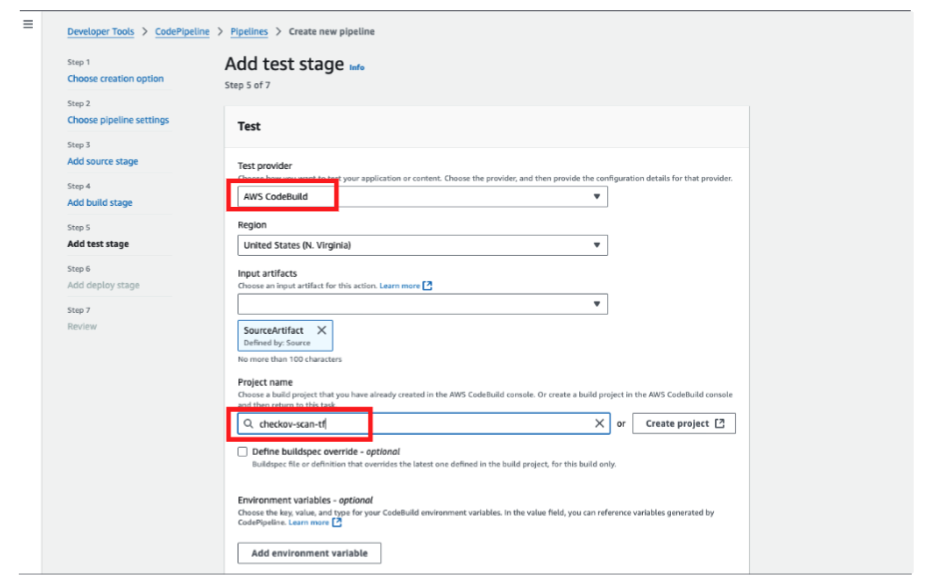 Developer Tools > CodePipeline > Pipelines > Create new pipeline
Step 1
Choose creation option
Step 2
Choose pipeline settings
Step 3
Add source stage
Step 4
Add build stage
Step 5
Add test stage
Step 6
Add deploy stage
Step 7
Review
Add test stage Info
Step 5 of 7
Test
Test provider
Choose how you want to test your application or content. Choose the provider, and then provide the configuration details for that provider.
AWS CodeBuild
Region
United States (N. Virginia)
Input artifacts
Choose an input artifact for this action. Learn more
SourceArtifact
Defined by: Source
No more than 100 characters
Project name
Choose a build project that you have already created in the AWS CodeBuild console. Or create a build project in the AWS CodeBuild console
and then return to this task.
checkov-scan-tf or Create project
Define buildspec override - optional
Buildspec file or definition that overrides the latest one defined in the build project, for this build only.
Environment variables - optional
Choose the key, value, and type for your CodeBuild environment variables. In the value field, you can reference variables generated by
CodePipeline. Learn more
Add environment variable